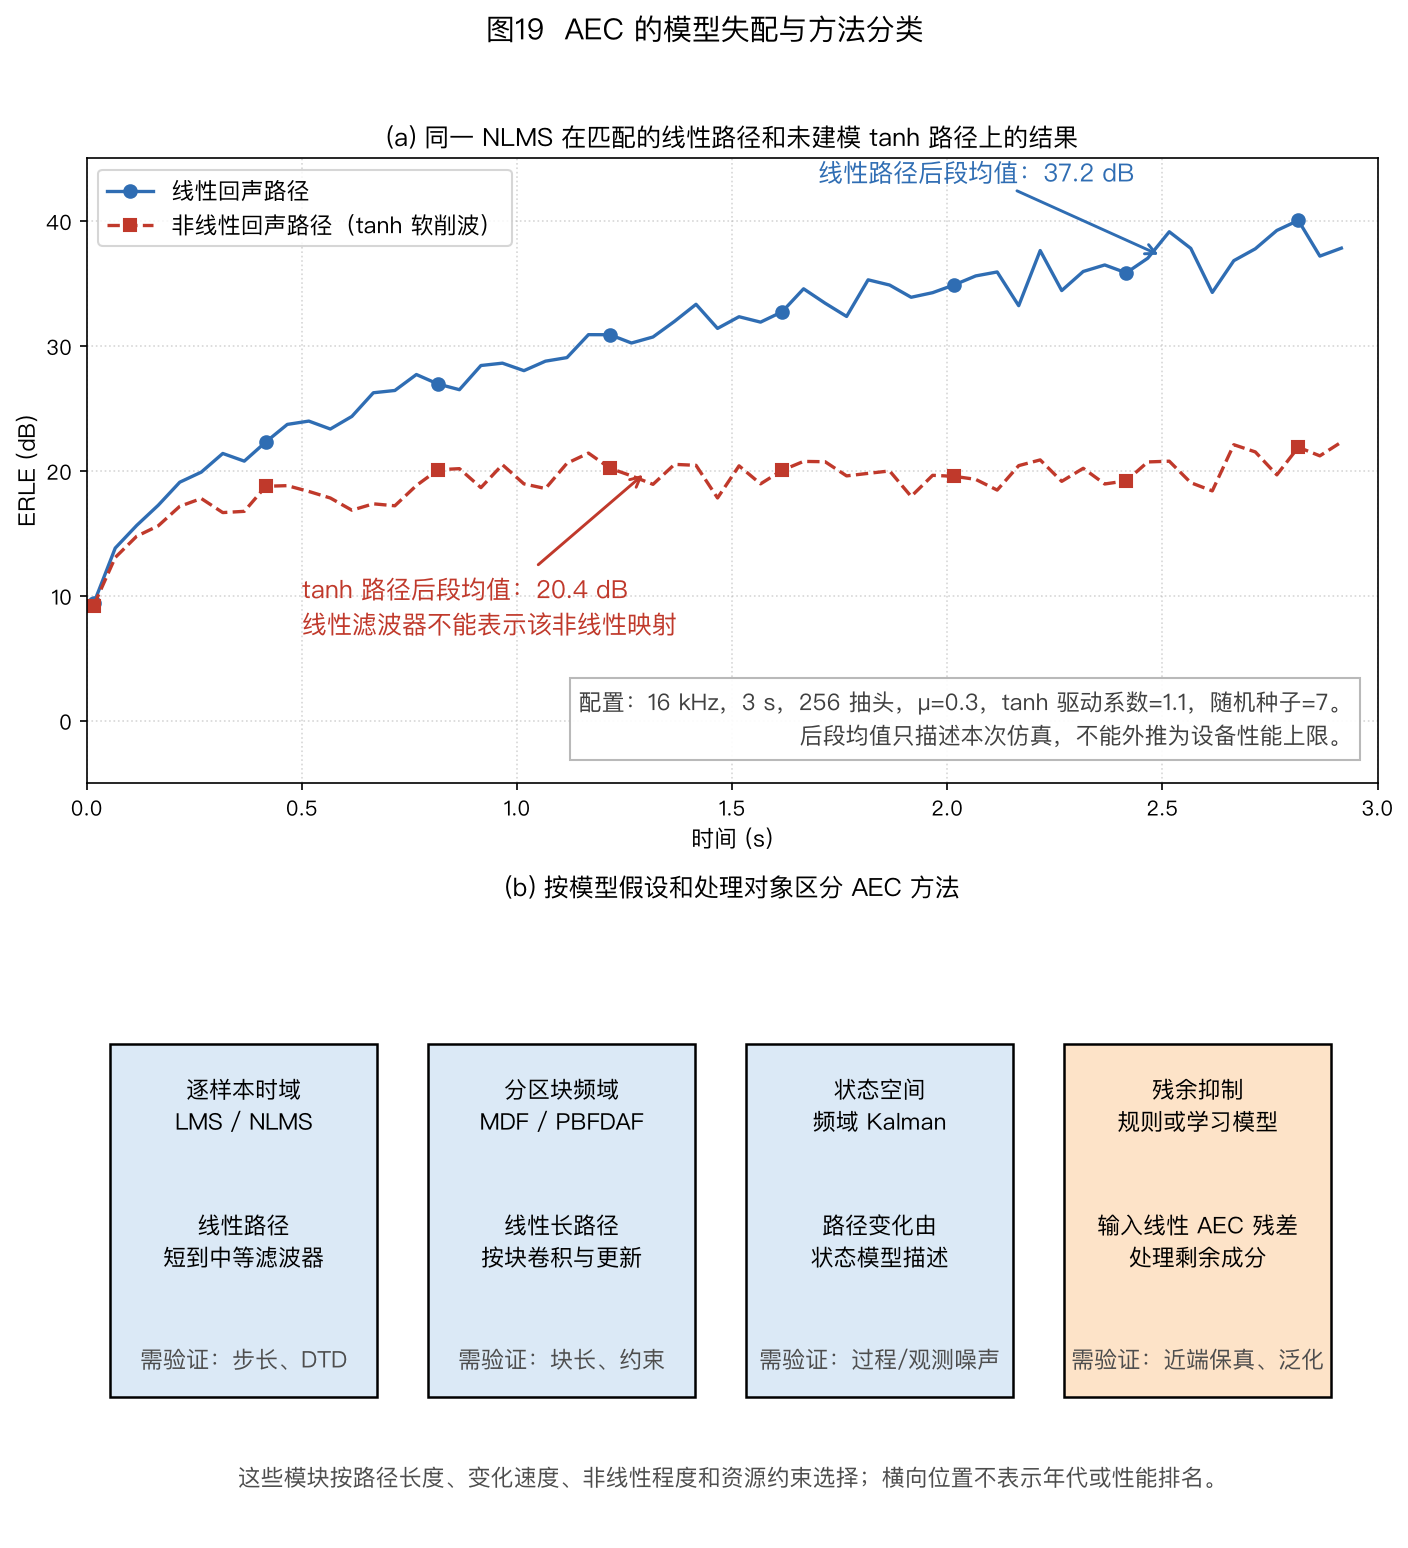 图19 AEC 的模型失配与方法分类
(a) 同一 NLMS 在匹配的线性路径和未建模 tanh 路径上的结果
线性回声路径
非线性回声路径（tanh 软削波）
线性路径后段均值：37.2 dB
tanh 路径后段均值：20.4 dB
线性滤波器不能表示该非线性映射
配置：16 kHz，3 s，256 抽头，μ=0.3，tanh 驱动系数=1.1，随机种子=7。
后段均值只描述本次仿真，不能外推为设备性能上限。
ERLE (dB)
40
30
20
10
0
0.0 0.5 1.0 1.5 2.0 2.5 3.0
时间 (s)
(b) 按模型假设和处理对象区分 AEC 方法
逐样本时域
LMS / NLMS
线性路径
短到中等滤波器
需验证：步长、DTD
分区块频域
MDF / PBFDAF
线性长路径
按块卷积与更新
需验证：块长、约束
状态空间
频域 Kalman
路径变化由
状态模型描述
需验证：过程/观测噪声
残余抑制
规则或学习模型
输入线性 AEC 残差
处理剩余成分
需验证：近端保真、泛化
这些模块按路径长度、变化速度、非线性程度和资源约束选择；横向位置不表示年代或性能排名。